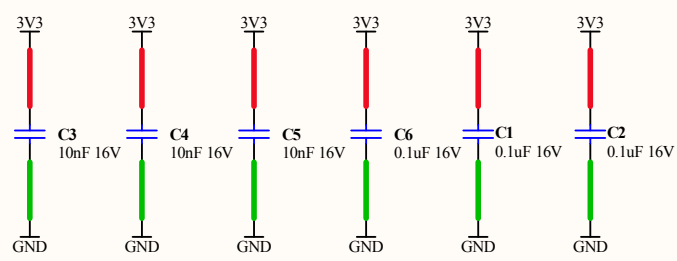 3V3 3V3 3V3 3V3 3V3 3V3
C3 C4 C5 C6 C1 C2
10nF 16V 10nF 16V 10nF 16V 0.1uF 16V 0.1uF 16V 0.1uF 16V
GND GND GND GND GND GND